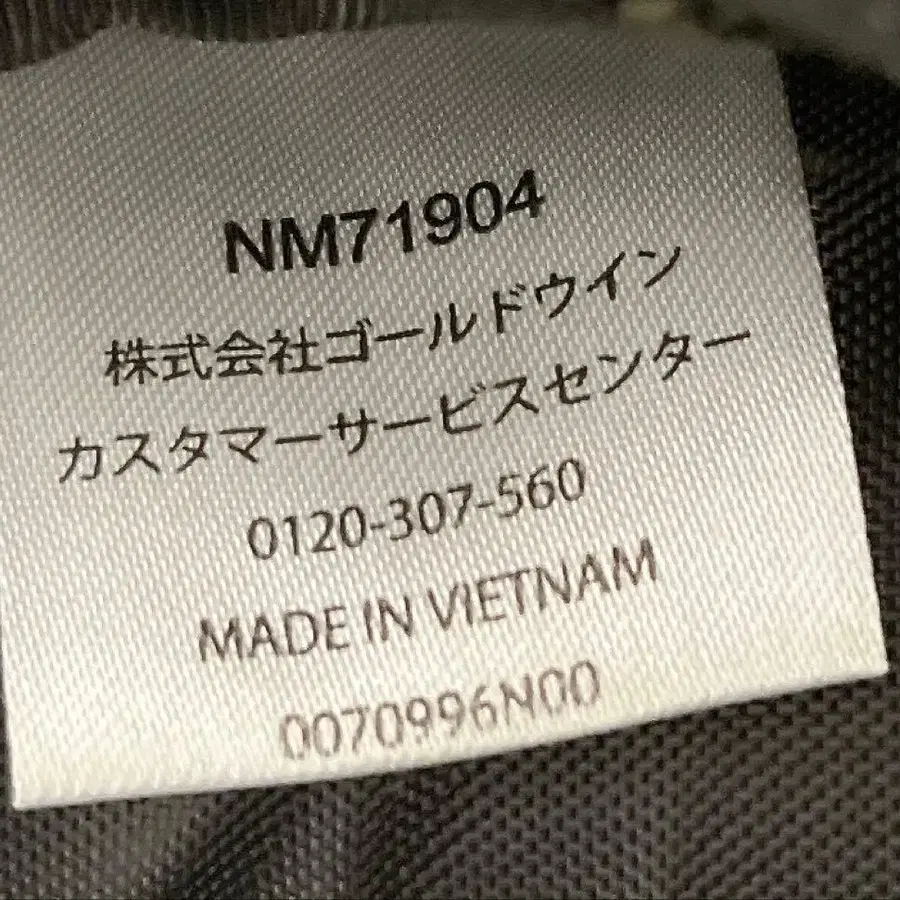 NM71904
株式会社ゴールドウイン
カスタマーサービスセンター
0120-307-560
MADE IN VIETNAM
0070996N00